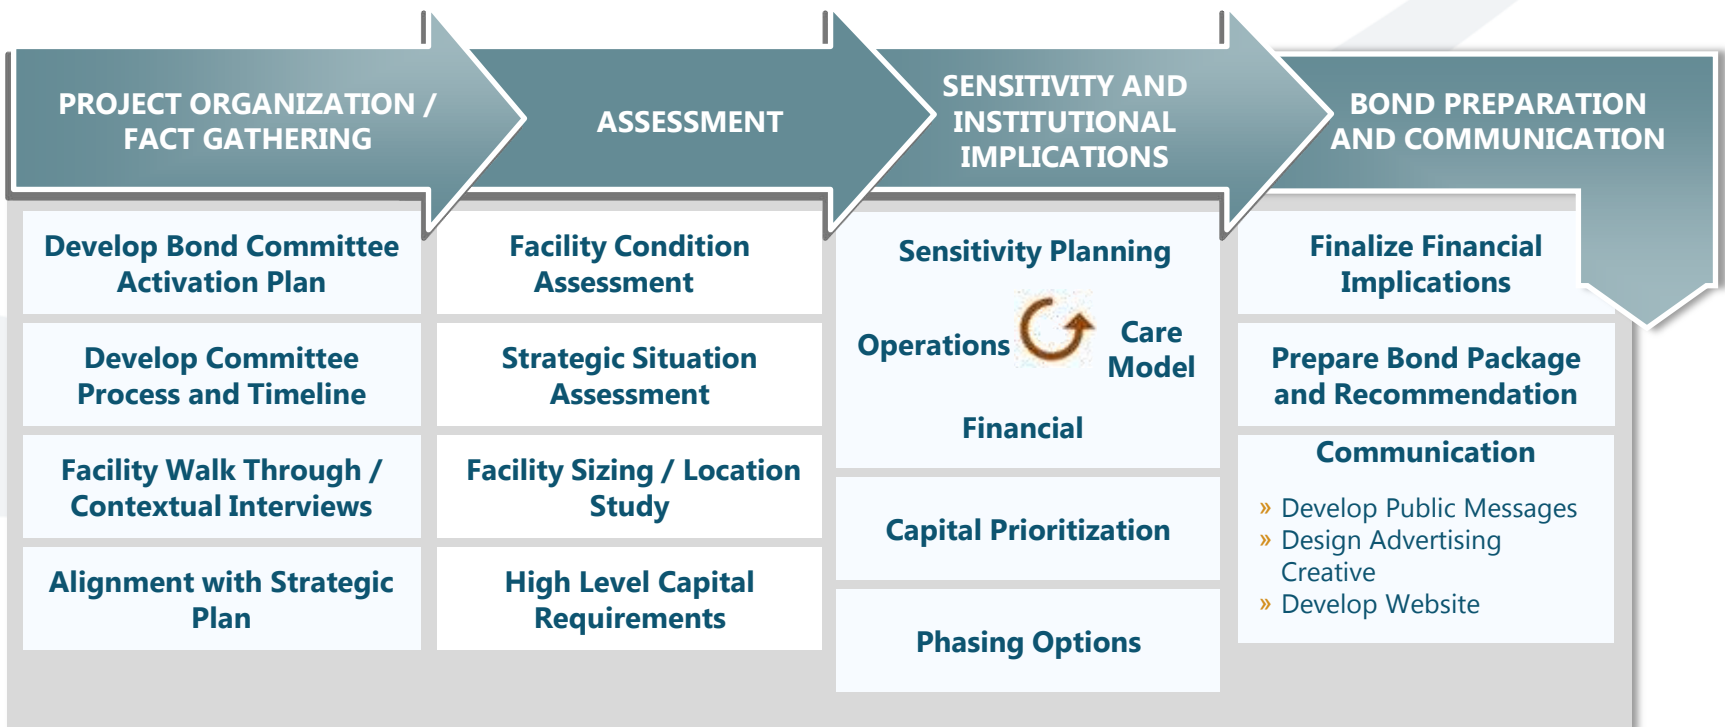 PROJECT ORGANIZATION /
FACT GATHERING
ASSESSMENT
SENSITIVITY AND
INSTITUTIONAL
IMPLICATIONS
BOND PREPARATION
AND COMMUNICATION
Develop Bond Committee
Activation Plan
Develop Committee
Process and Timeline
Facility Walk Through /
Contextual Interviews
Alignment with Strategic
Plan
Facility Condition
Assessment
Strategic Situation
Assessment
Facility Sizing / Location
Study
High Level Capital
Requirements
Sensitivity Planning
Operations
Care
Model
Financial
Capital Prioritization
Phasing Options
Finalize Financial
Implications
Prepare Bond Package
and Recommendation
Communication
» Develop Public Messages
» Design Advertising
Creative
» Develop Website